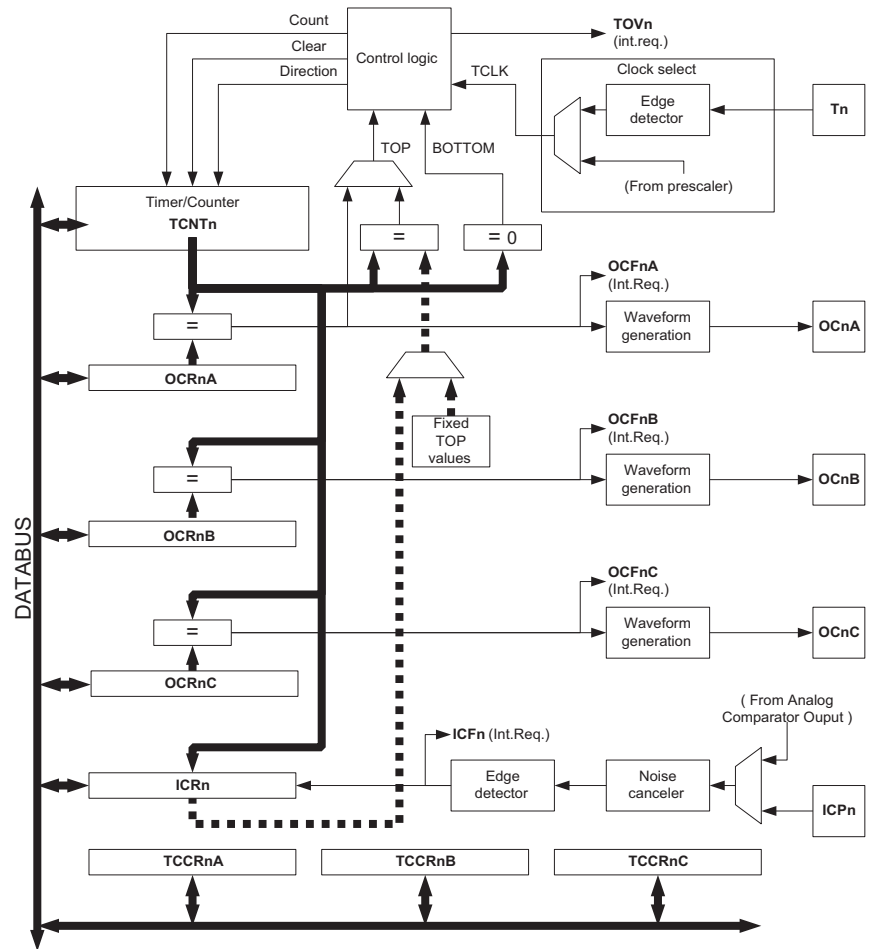 Count
Clear
Direction
Control logic
TOVn
(int.req.)
TCLK
Clock select
Edge
detector
Tn
(From prescaler)
TOP
BOTTOM
Timer/Counter
TCNTn
=
= 0
OCFnA
(Int.Req.)
=
Waveform
generation
OCnA
OCRnA
Fixed
TOP
values
OCFnB
(Int.Req.)
=
Waveform
generation
OCnB
OCRnB
DATABUS
OCFnC
(Int.Req.)
=
Waveform
generation
OCnC
OCRnC
( From Analog
Comparator Ouput )
ICFn (Int.Req.)
ICRn
Edge
detector
Noise
canceler
ICPn
TCCRnA
TCCRnB
TCCRnC